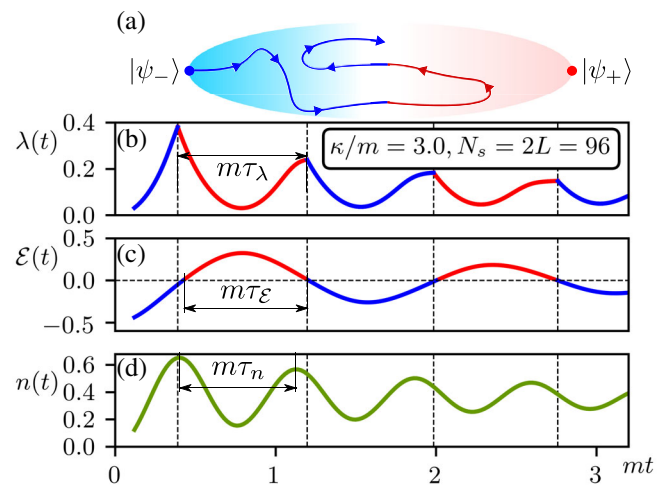 (a)
|ψ₋⟩ |ψ₊⟩
λ(t) 0.4 (b) κ/m = 3.0, Nₛ = 2L = 96
0.2 mτ_λ
0.0
ℰ(t) 0.5 (c)
0.0
−0.5 mτ_ℰ
n(t) 0.6 (d)
0.4 mτₙ
0.2
0.0
0 1 2 3 mt